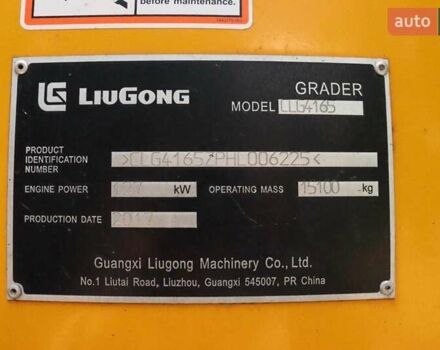 before maintenance.
auto
LIUGONG
GRADER
MODEL CLG4165
PRODUCT
IDENTIFICATION
NUMBER
ENGINE POWER kW OPERATING MASS 15100 kg
PRODUCTION DATE
Guangxi Liugong Machinery Co., Ltd.
No.1 Liutai Road, Liuzhou, Guangxi 545007, PR China